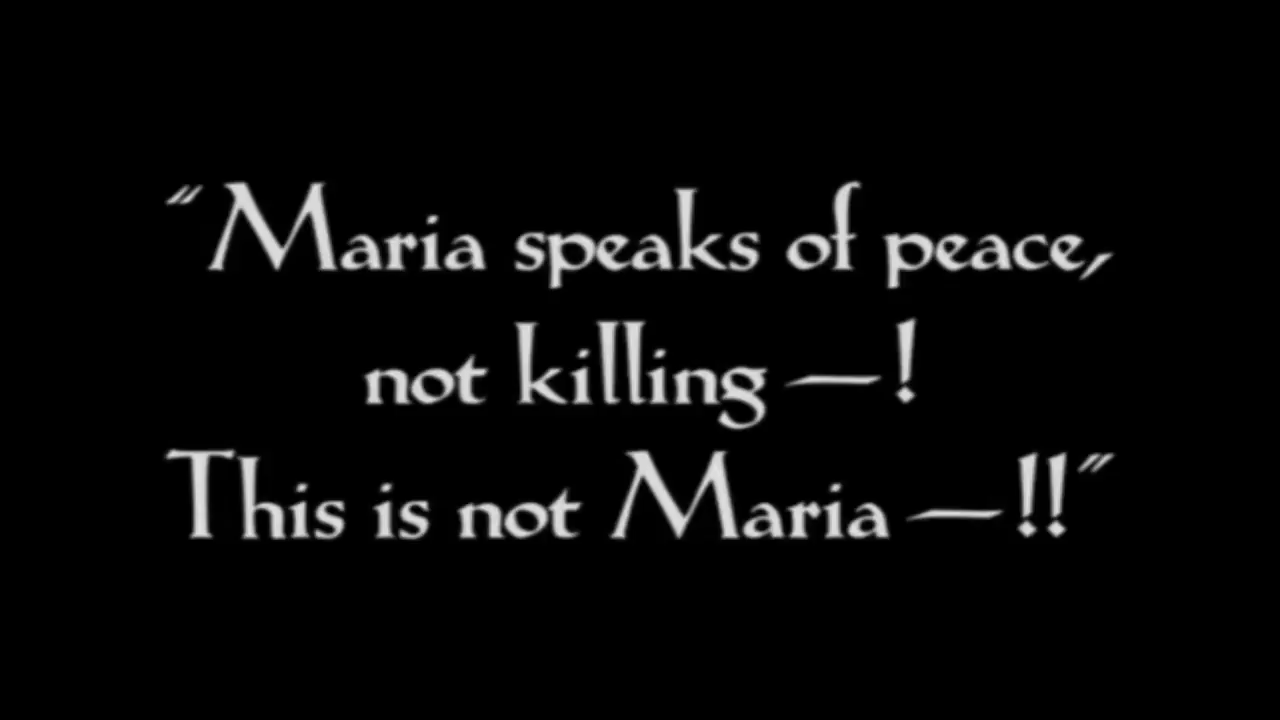 “Maria speaks of peace,
not killing —!
This is not Maria —!!”